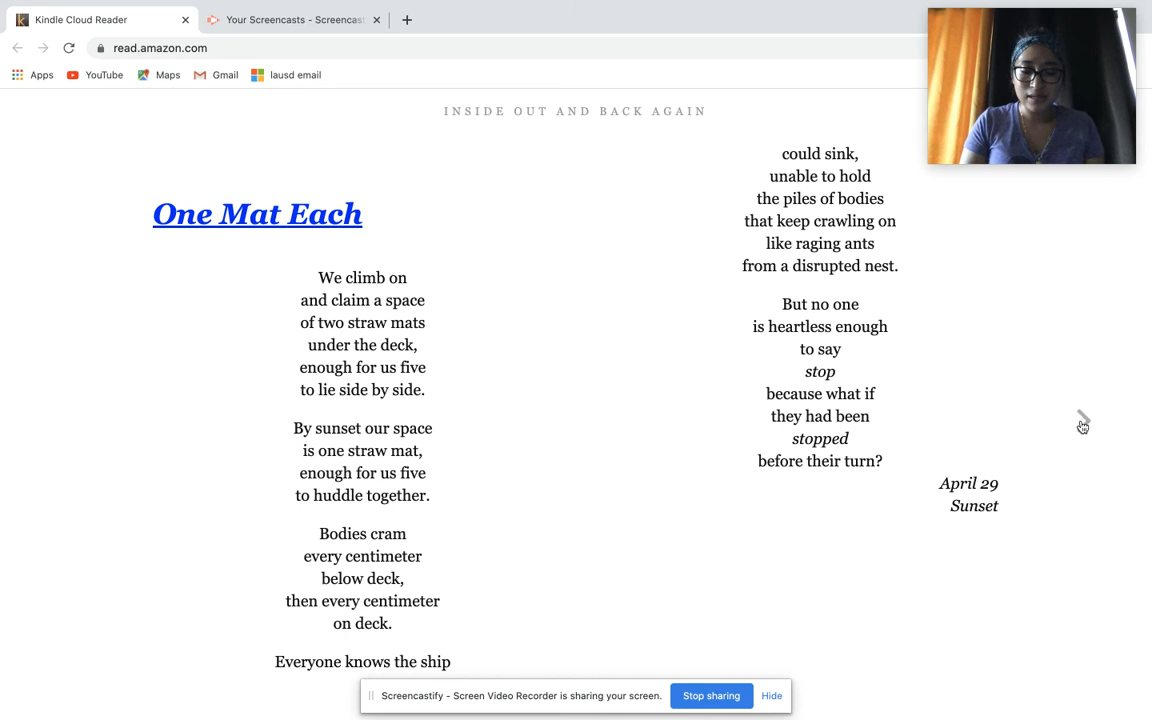 Kindle Cloud Reader
Your Screencasts - Screencast
read.amazon.com
Apps
YouTube
Maps
Gmail
lausd email
INSIDE OUT AND BACK AGAIN
One Mat Each
We climb on
and claim a space
of two straw mats
under the deck,
enough for us five
to lie side by side.
By sunset our space
is one straw mat,
enough for us five
to huddle together.
Bodies cram
every centimeter
below deck,
then every centimeter
on deck.
Everyone knows the ship
could sink,
unable to hold
the piles of bodies
that keep crawling on
like raging ants
from a disrupted nest.
But no one
is heartless enough
to say
stop
because what if
they had been
stopped
before their turn?
April 29
Sunset
Screencastify - Screen Video Recorder is sharing your screen.
Stop sharing
Hide